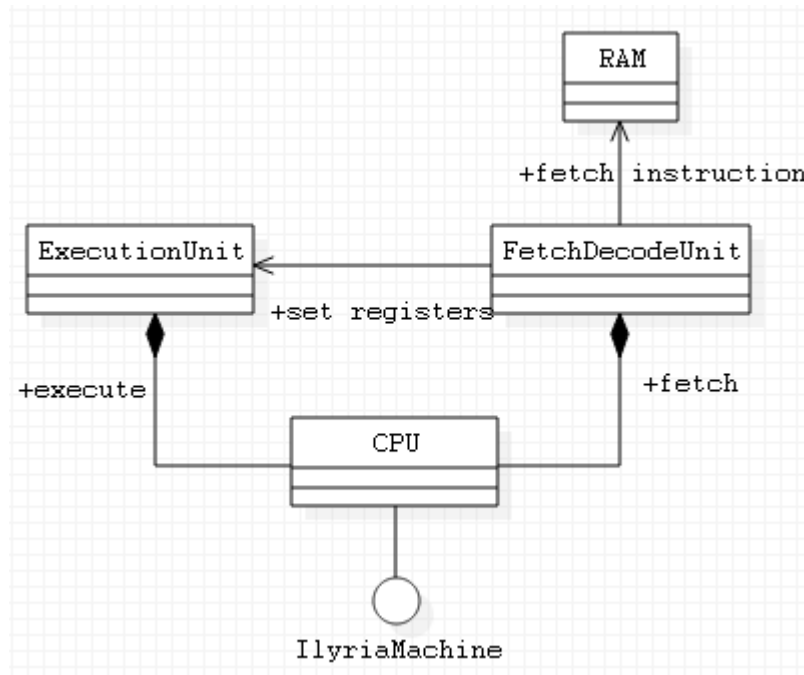 RAM
+fetch instruction
ExecutionUnit
FetchDecodeUnit
+set registers
+execute
+fetch
CPU
IlyriaMachine